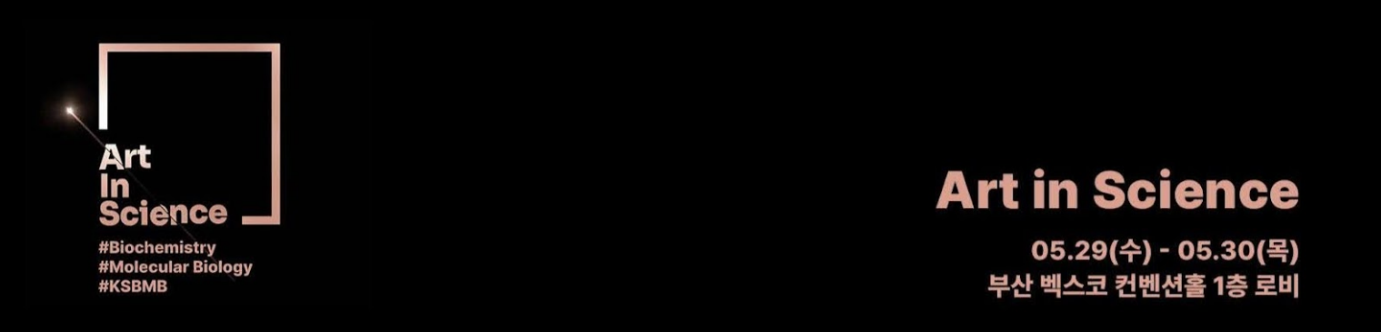 Art
In
Science
#Biochemistry
#Molecular Biology
#KSBMB
Art in Science
05.29(수) - 05.30(목)
부산 벡스코 컨벤션홀 1층 로비